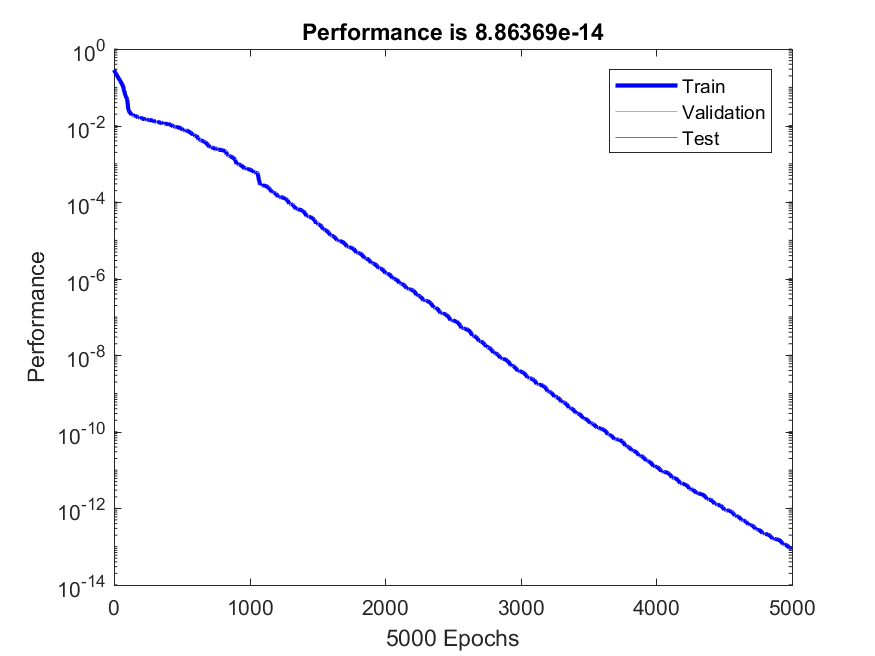 Performance is 8.86369e-14
10^0
10^-2
10^-4
10^-6
10^-8
10^-10
10^-12
10^-14
Performance
Train
Validation
Test
0 1000 2000 3000 4000 5000
5000 Epochs